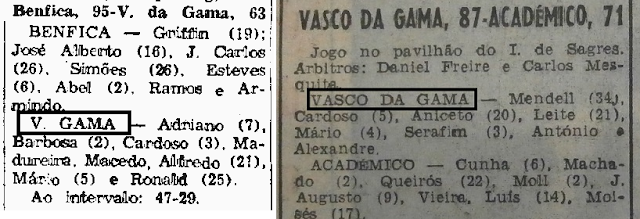 Benfica, 95-V. da Gama, 63
BENFICA — Griffin (19);
José Alberto (16), J. Carlos
(26), Simões (26), Esteves
(6), Abel (2), Ramos e Ar-
mindo.
V. GAMA — Adriano (7),
Barbosa (2), Cardoso (3), Ma-
dureira, Macedo, Alfredo (21),
Mário (5) e Ronald (25).
Ao intervalo: 47-29.
VASCO DA GAMA, 87-ACADÉMICO, 71
Jogo no pavilhão do I. de Sagres.
Arbitros: Daniel Freire e Carlos Mes-
quita.
VASCO DA GAMA — Mendell (34),
Cardoso (5), Aniceto (20), Leite (21),
Mário (4), Serafim (3), António e
Alexandre.
ACADÉMICO — Cunha (6), Macha-
do (2), Queirós (22), Moll (2), J.
Augusto (9), Vieira, Luís (14), Moi-
sés (17).